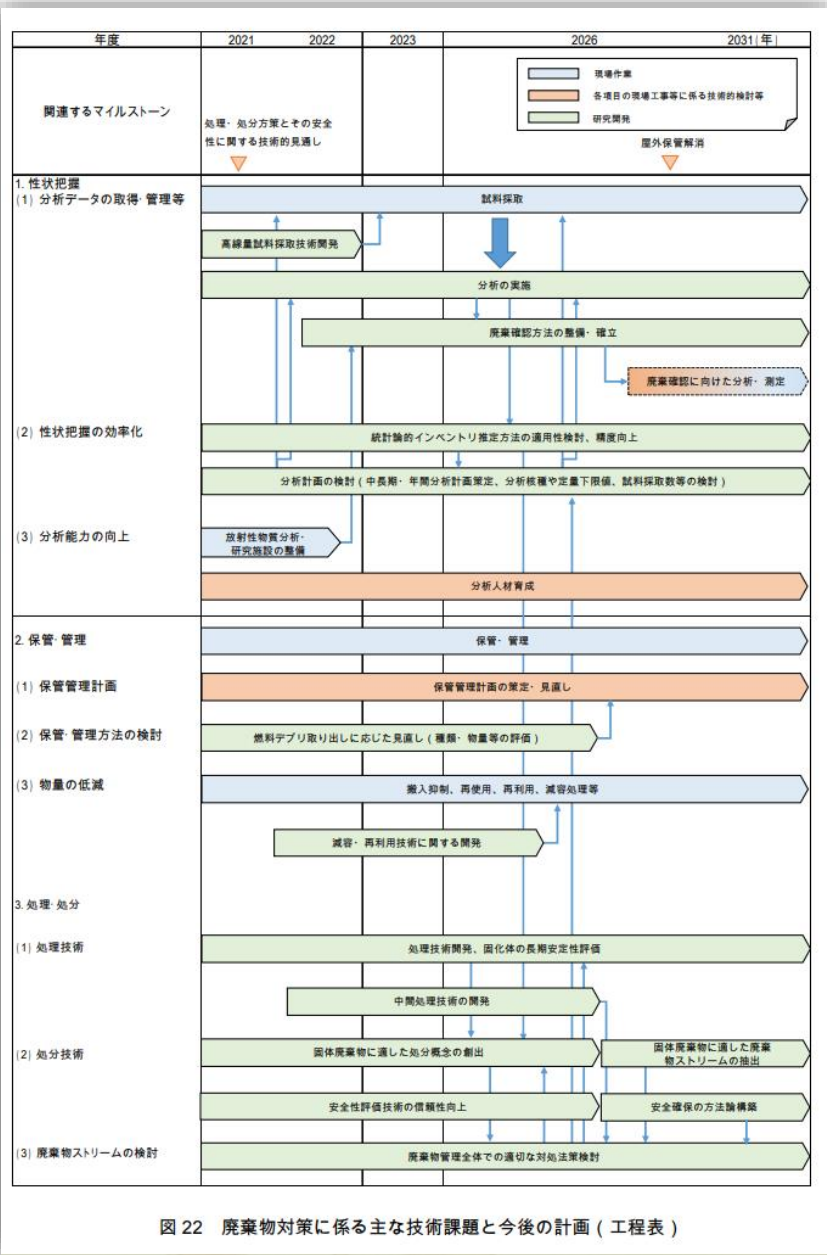 年度 2021 2022 2023 2026 2031(年)
関連するマイルストーン
処理・処分方策とその安全
性に関する技術的見通し
現場作業
各項目の現場工事等に係る技術的検討等
研究開発
屋外保管解消
1. 性状把握
(1) 分析データの取得・管理等
試料採取
高線量試料採取技術開発
分析の実施
廃棄確認方法の整備・確立
廃棄確認に向けた分析・測定
(2) 性状把握の効率化
統計論的インベントリ推定方法の適用性検討、精度向上
分析計画の検討(中長期・年間分析計画策定、分析核種や定量下限値、試料採取数等の検討)
(3) 分析能力の向上
放射性物質分析・
研究施設の整備
分析人材育成
2. 保管・管理
保管・管理
(1) 保管管理計画
保管管理計画の策定・見直し
(2) 保管・管理方法の検討
燃料デブリ取り出しに応じた見直し(種類・物量等の評価)
(3) 物量の低減
搬入抑制、再使用、再利用、減容処理等
減容・再利用技術に関する開発
3. 処理・処分
(1) 処理技術
処理技術開発、固化体の長期安定性評価
中間処理技術の開発
(2) 処分技術
固体廃棄物に適した処分概念の創出
固体廃棄物に適した廃棄
物ストリームの抽出
安全性評価技術の信頼性向上
安全確保の方法論構築
(3) 廃棄物ストリームの検討
廃棄物管理全体での適切な対処法策検討
図 22 廃棄物対策に係る主な技術課題と今後の計画(工程表)